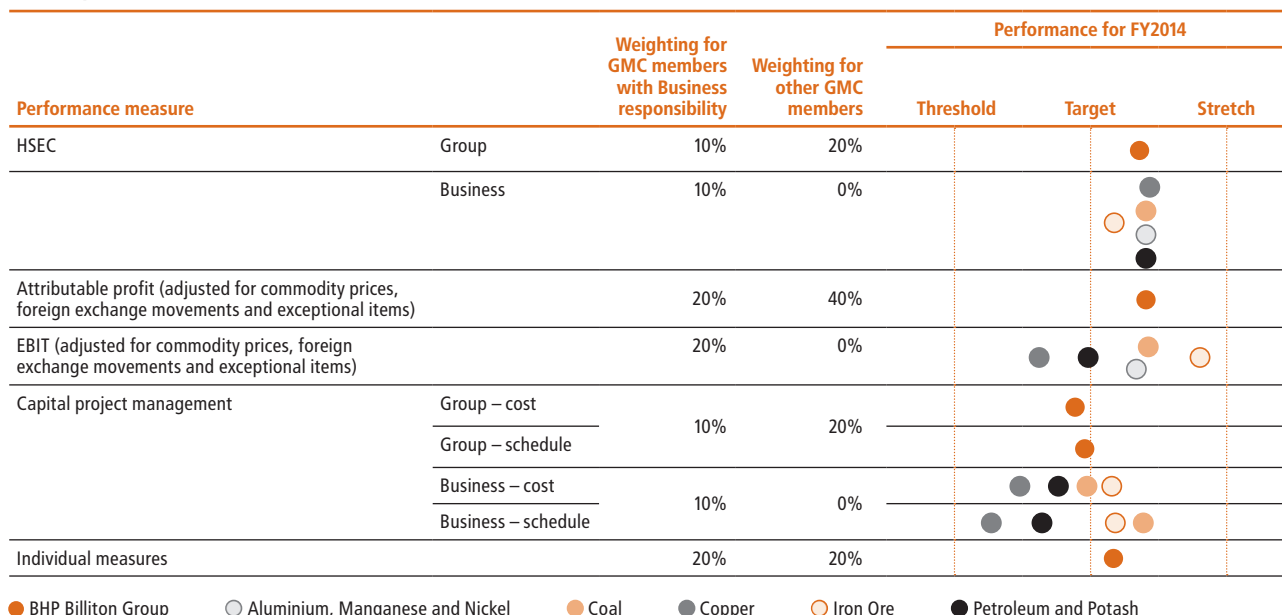 Performance for FY2014
Weighting for
GMC members
with Business
responsibility
Weighting for
other GMC
members
Performance measure
Threshold
Target
Stretch
HSEC Group 10% 20%
Business 10% 0%
Attributable profit (adjusted for commodity prices,
foreign exchange movements and exceptional items)
20% 40%
EBIT (adjusted for commodity prices, foreign
exchange movements and exceptional items)
20% 0%
Capital project management
Group – cost
Group – schedule
10% 20%
Business – cost
Business – schedule
10% 0%
Individual measures 20% 20%
BHP Billiton Group Aluminium, Manganese and Nickel Coal Copper Iron Ore Petroleum and Potash